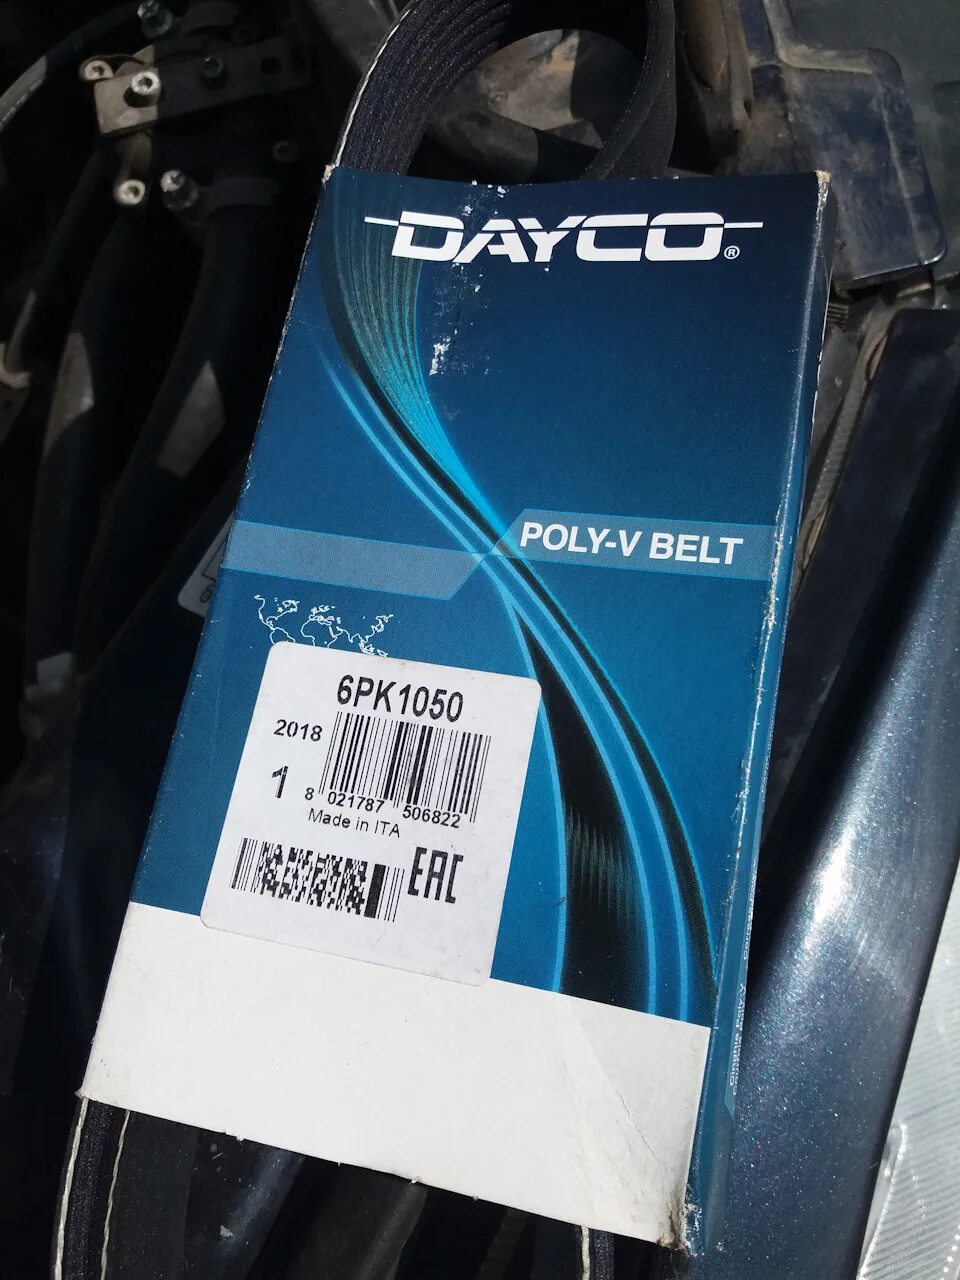 DAYCO®
POLY-V BELT
6PK1050
2018
1
8 021787 506822
Made in ITA
EAC